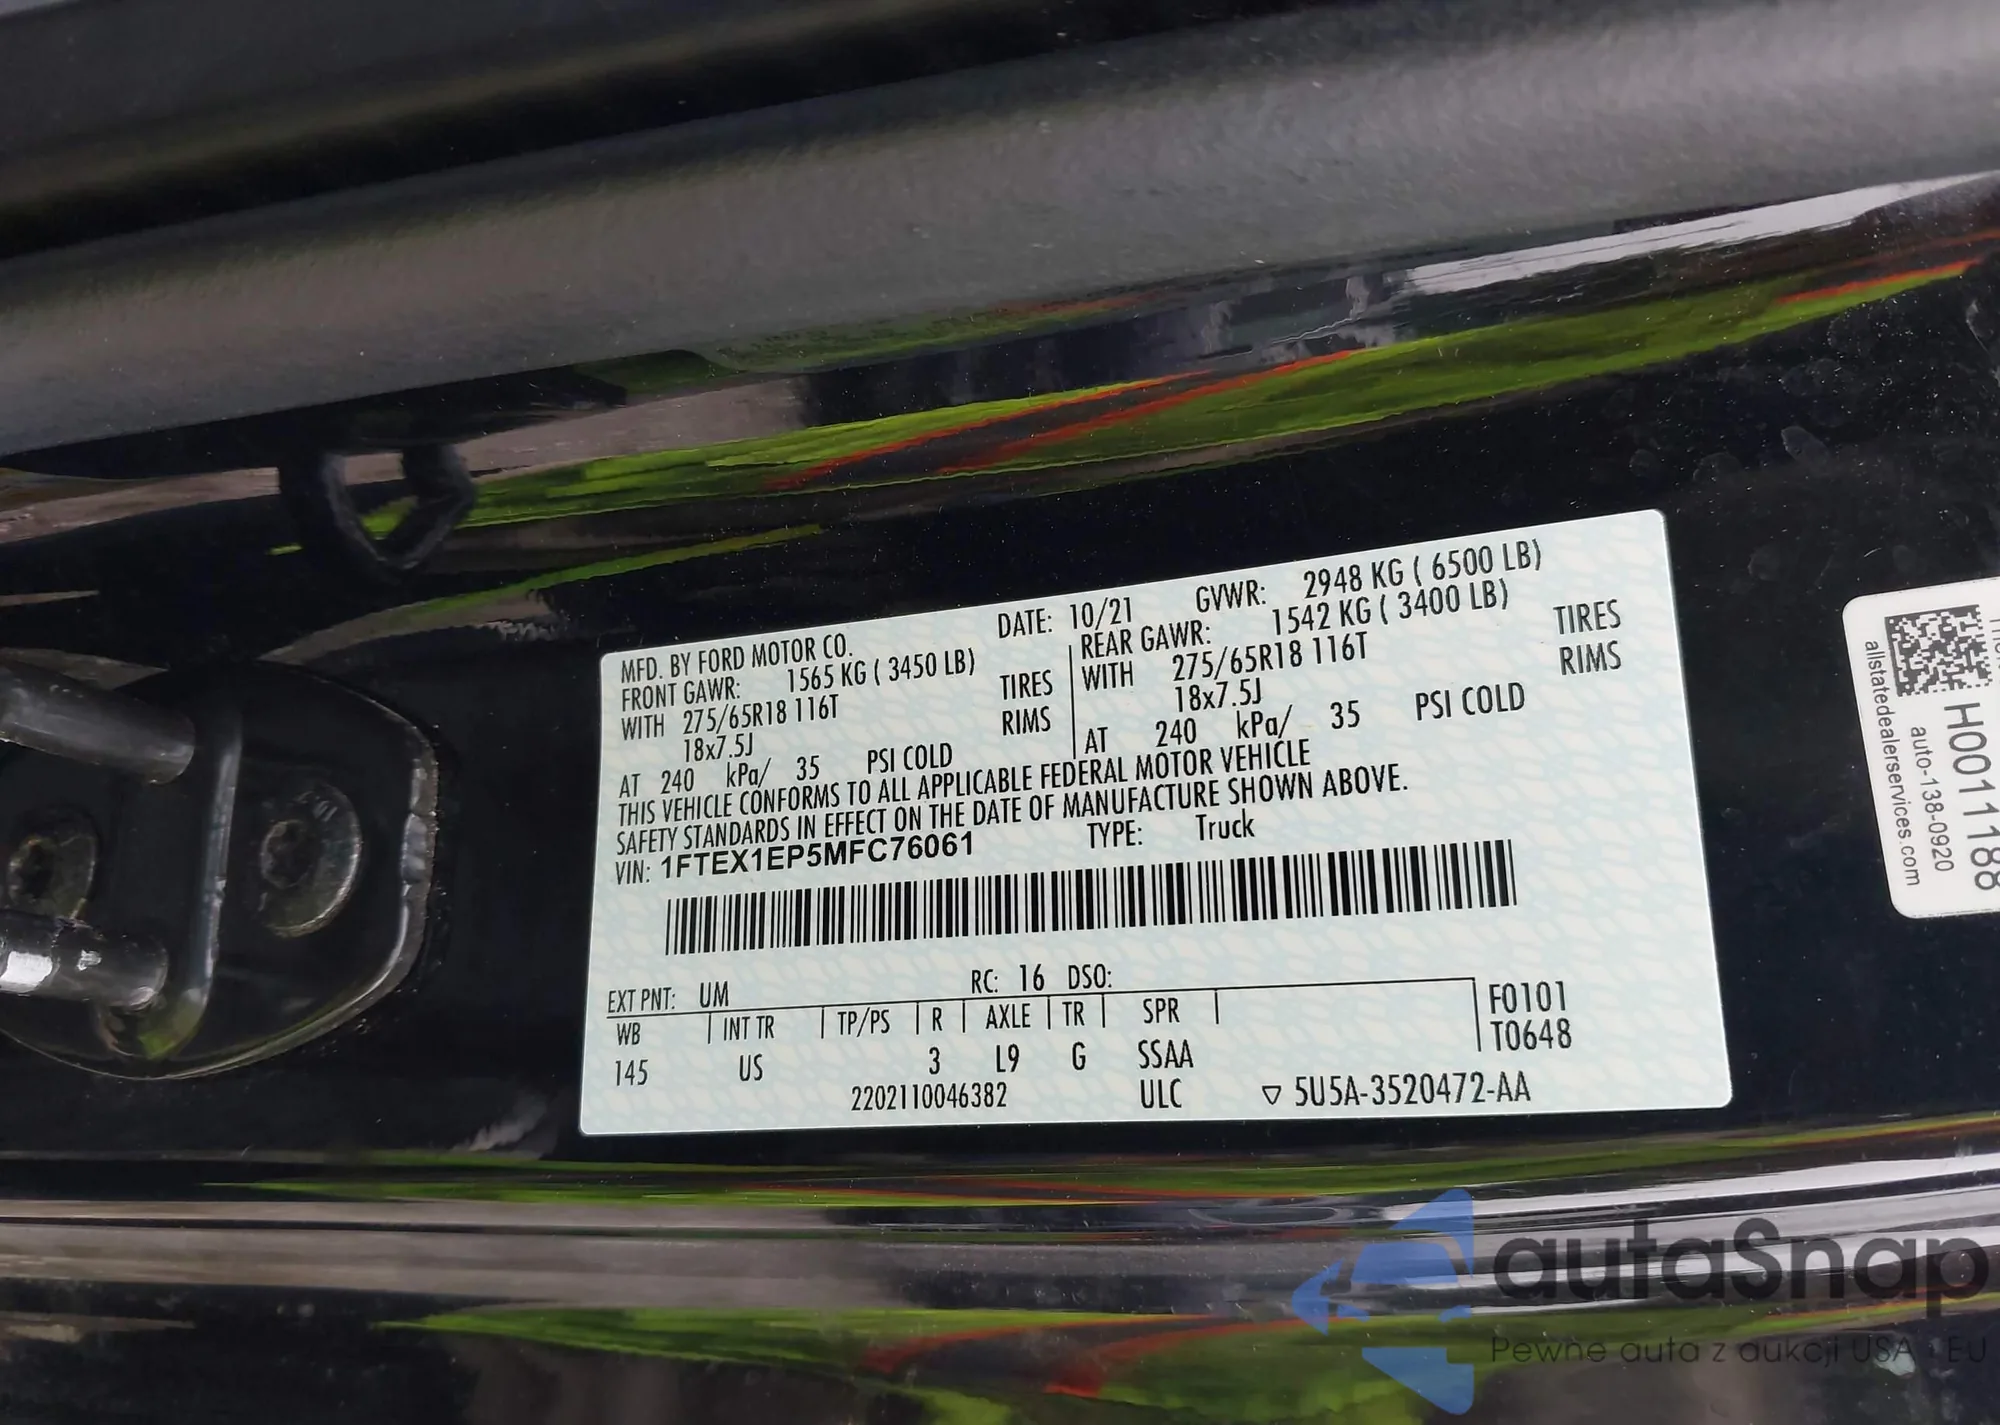 MFD. BY FORD MOTOR CO.
DATE: 10/21
GVWR: 2948 KG ( 6500 LB)
FRONT GAWR: 1565 KG ( 3450 LB)
REAR GAWR: 1542 KG ( 3400 LB)
WITH 275/65R18 116T TIRES
WITH 275/65R18 116T TIRES
18x7.5J RIMS
18x7.5J RIMS
AT 240 kPa/ 35 PSI COLD
AT 240 kPa/ 35 PSI COLD
THIS VEHICLE CONFORMS TO ALL APPLICABLE FEDERAL MOTOR VEHICLE
SAFETY STANDARDS IN EFFECT ON THE DATE OF MANUFACTURE SHOWN ABOVE.
VIN: 1FTEX1EP5MFC76061
TYPE: Truck
EXT PNT: UM
RC: 16 DSO:
WB INT TR TP/PS R AXLE TR SPR
F0101
T0648
145 US 3 L9 G SSAA
2202110046382 ULC ▽ 5U5A-3520472-AA
H0011188
auto-138-0920
allstatedealerservices.com
autaSnap
Pewne auta z aukcji USA i EU